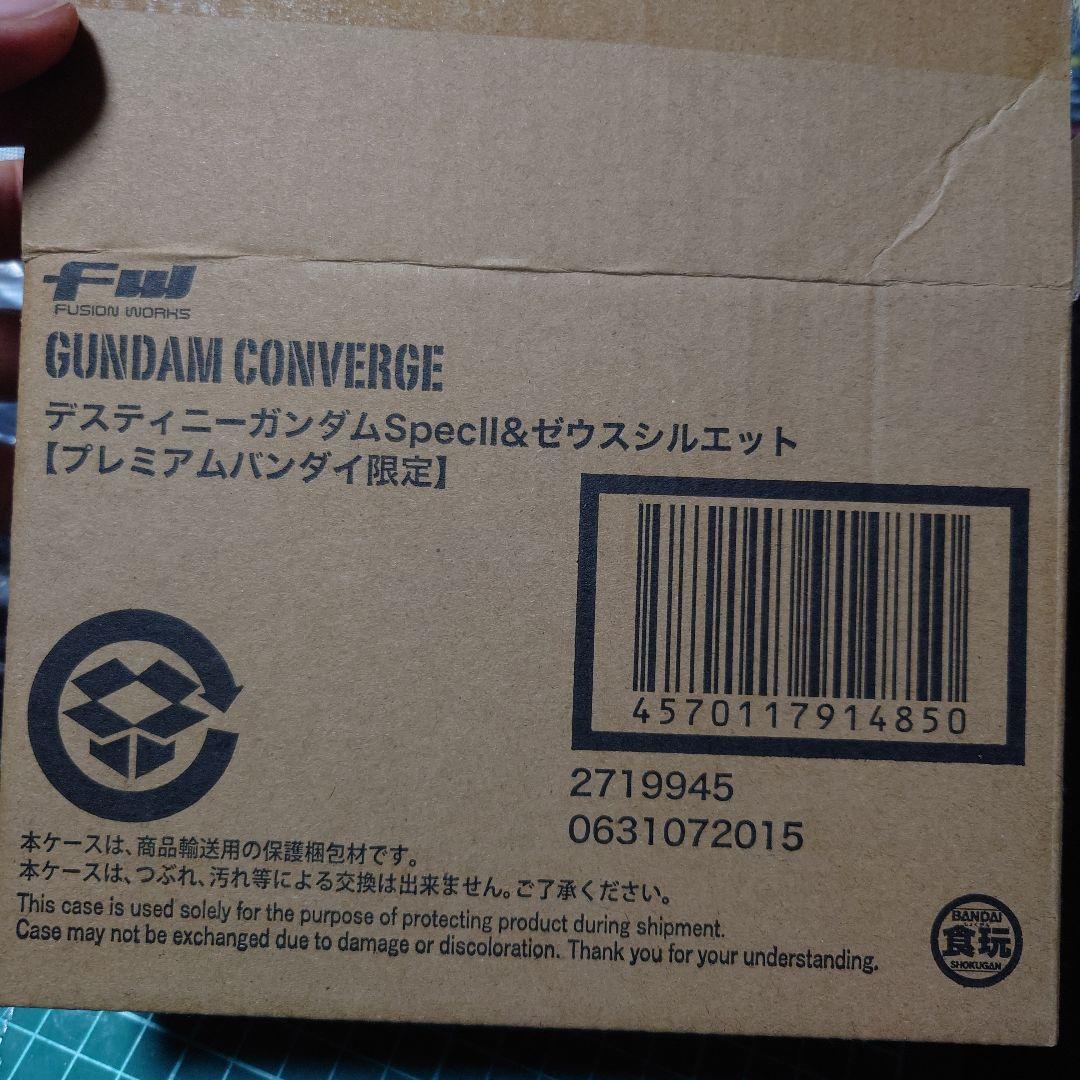 FW
FUSION WORKS
GUNDAM CONVERGE
デスティニーガンダムSpecII&ゼウスシルエット
【プレミアムバンダイ限定】
4570117914850
2719945
0631072015
本ケースは、商品輸送用の保護梱包材です。
本ケースは、つぶれ、汚れ等による交換は出来ません。ご了承ください。
This case is used solely for the purpose of protecting product during shipment.
Case may not be exchanged due to damage or discoloration. Thank you for your understanding.
BANDAI
しょくがん
食玩
SHOKUGAN